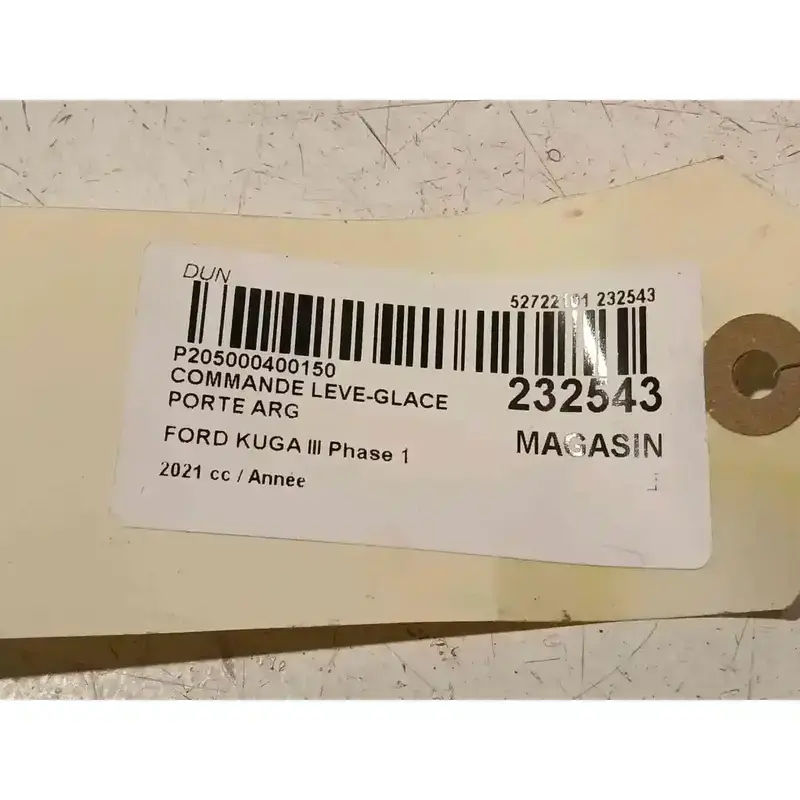 DUN
52722101 232543
P205000400150
COMMANDE LEVE-GLACE
PORTE ARG
232543
FORD KUGA III Phase 1
MAGASIN
2021 cc / Année